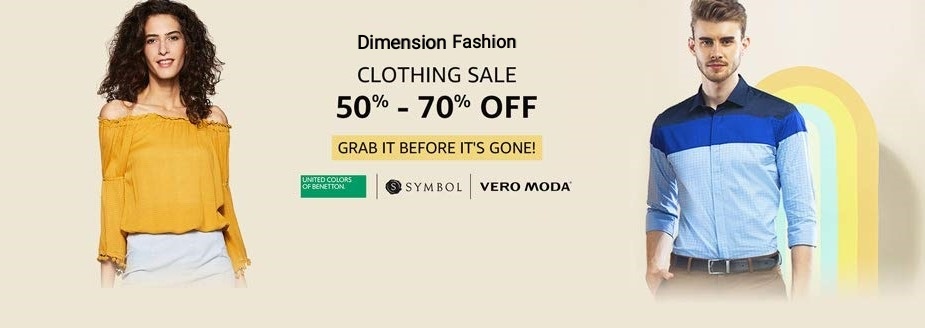 Dimension Fashion
CLOTHING SALE
50% - 70% OFF
GRAB IT BEFORE IT'S GONE!
UNITED COLORS
OF BENETTON.
S SYMBOL
VERO MODA